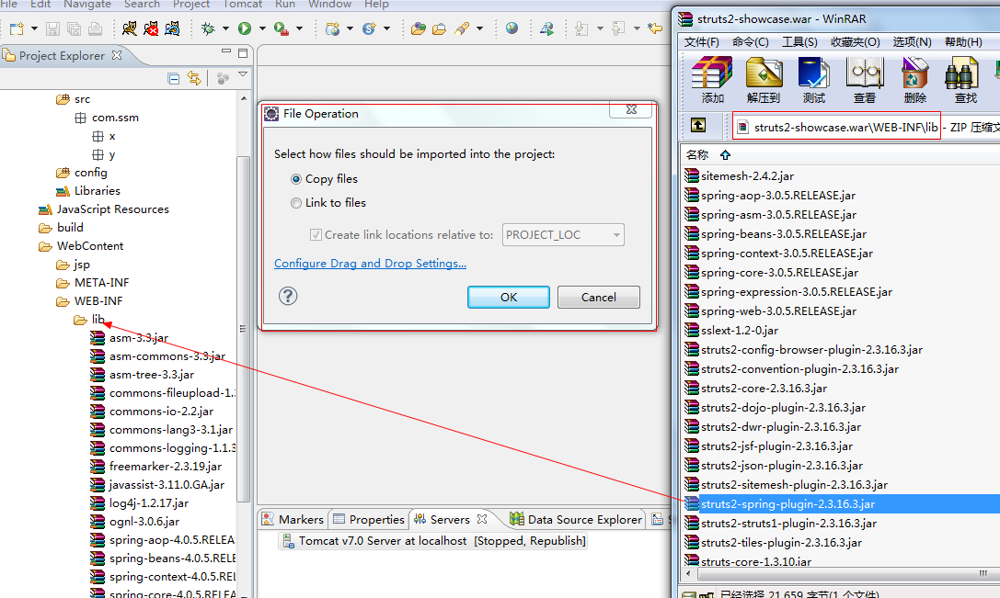 File Edit Navigate Search Project Tomcat Run Window Help
Project Explorer
src
com.ssm
x
y
config
Libraries
JavaScript Resources
build
WebContent
jsp
META-INF
WEB-INF
lib
asm-3.3.jar
asm-commons-3.3.jar
asm-tree-3.3.jar
commons-fileupload-1.3
commons-io-2.2.jar
commons-lang3-3.1.jar
commons-logging-1.1.3
freemarker-2.3.19.jar
javassist-3.11.0.GA.jar
log4j-1.2.17.jar
ognl-3.0.6.jar
spring-aop-4.0.5.RELEA
spring-beans-4.0.5.RELE
spring-context-4.0.5.REL
spring-core-4.0.5.RELEA
File Operation
Select how files should be imported into the project:
Copy files
Link to files
Create link locations relative to: PROJECT_LOC
Configure Drag and Drop Settings...
OK Cancel
Markers Properties Servers Data Source Explorer S
Tomcat v7.0 Server at localhost [Stopped, Republish]
struts2-showcase.war - WinRAR
文件(F) 命令(C) 工具(S) 收藏夹(O) 选项(N) 帮助(H)
添加 解压到 测试 查看 删除 查找
struts2-showcase.war\WEB-INF\lib - ZIP 压缩文
名称
sitemesh-2.4.2.jar
spring-aop-3.0.5.RELEASE.jar
spring-asm-3.0.5.RELEASE.jar
spring-beans-3.0.5.RELEASE.jar
spring-context-3.0.5.RELEASE.jar
spring-core-3.0.5.RELEASE.jar
spring-expression-3.0.5.RELEASE.jar
spring-web-3.0.5.RELEASE.jar
sslext-1.2-0.jar
struts2-config-browser-plugin-2.3.16.3.jar
struts2-convention-plugin-2.3.16.3.jar
struts2-core-2.3.16.3.jar
struts2-dojo-plugin-2.3.16.3.jar
struts2-dwr-plugin-2.3.16.3.jar
struts2-jsf-plugin-2.3.16.3.jar
struts2-json-plugin-2.3.16.3.jar
struts2-sitemesh-plugin-2.3.16.3.jar
struts2-spring-plugin-2.3.16.3.jar
struts2-struts1-plugin-2.3.16.3.jar
struts2-tiles-plugin-2.3.16.3.jar
struts-core-1.3.10.jar
已经选择 21,659 字节(1 个文件)